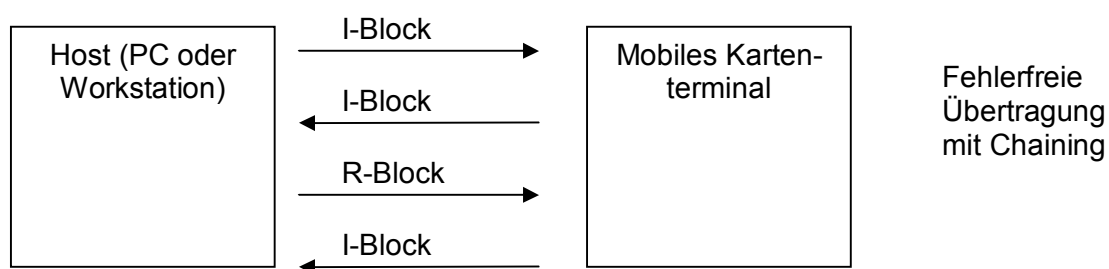 Host (PC oder
Workstation)
I-Block
I-Block
R-Block
I-Block
Mobiles Karten-
terminal
Fehlerfreie
Übertragung
mit Chaining